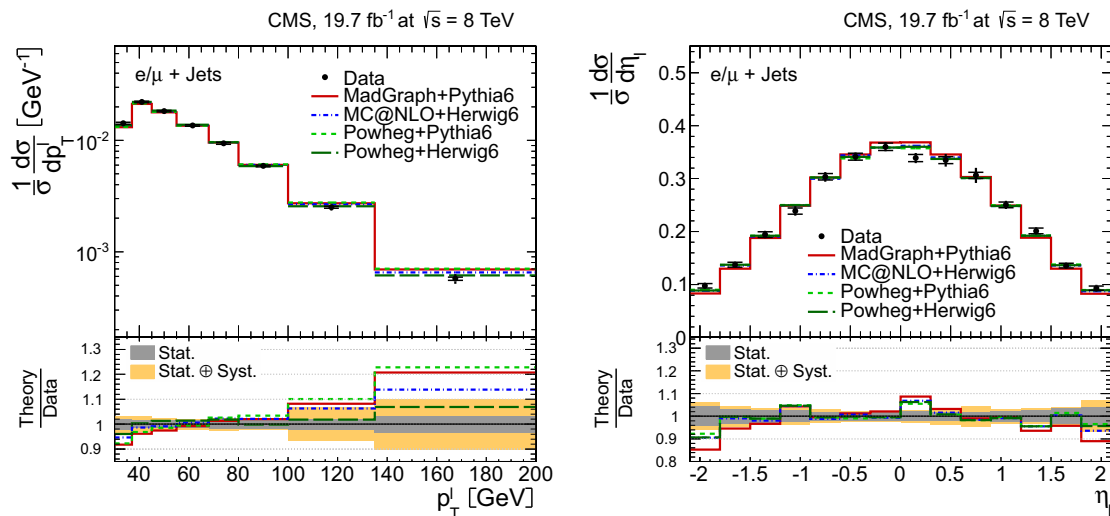 CMS, 19.7 fb⁻¹ at √s = 8 TeV
1/σ dσ/dpᵀˡ [GeV⁻¹]
e/μ + Jets
Data
MadGraph+Pythia6
MC@NLO+Herwig6
Powheg+Pythia6
Powheg+Herwig6
10⁻²
10⁻³
Theory/Data
Stat.
Stat. ⊕ Syst.
1.3
1.2
1.1
1
0.9
40 60 80 100 120 140 160 180 200
pᵀˡ [GeV]
CMS, 19.7 fb⁻¹ at √s = 8 TeV
1/σ dσ/dηₗ
e/μ + Jets
0.5
0.4
0.3
0.2
0.1
0
Data
MadGraph+Pythia6
MC@NLO+Herwig6
Powheg+Pythia6
Powheg+Herwig6
Theory/Data
Stat.
Stat. ⊕ Syst.
1.3
1.2
1.1
1
0.9
0.8
-2 -1.5 -1 -0.5 0 0.5 1 1.5 2
ηₗ